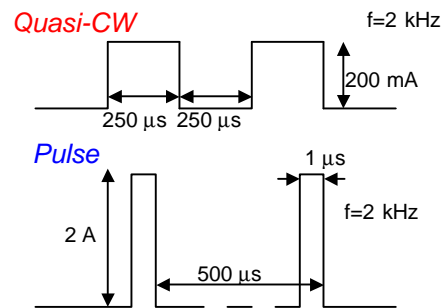 Quasi-CW
f=2 kHz
200 mA
250 μs 250 μs
Pulse
1 μs
2 A
f=2 kHz
500 μs